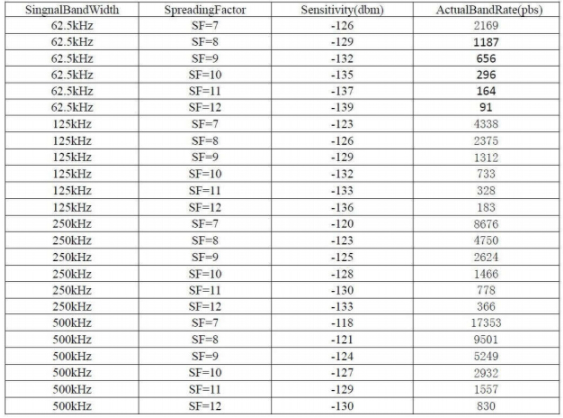 SingnalBandWidth SpreadingFactor Sensitivity(dbm) ActualBandRate(pbs)
62.5kHz SF=7 -126 2169
62.5kHz SF=8 -129 1187
62.5kHz SF=9 -132 656
62.5kHz SF=10 -135 296
62.5kHz SF=11 -137 164
62.5kHz SF=12 -139 91
125kHz SF=7 -123 4338
125kHz SF=8 -126 2375
125kHz SF=9 -129 1312
125kHz SF=10 -132 733
125kHz SF=11 -133 328
125kHz SF=12 -136 183
250kHz SF=7 -120 8676
250kHz SF=8 -123 4750
250kHz SF=9 -125 2624
250kHz SF=10 -128 1466
250kHz SF=11 -130 778
250kHz SF=12 -133 366
500kHz SF=7 -118 17353
500kHz SF=8 -121 9501
500kHz SF=9 -124 5249
500kHz SF=10 -127 2932
500kHz SF=11 -129 1557
500kHz SF=12 -130 830